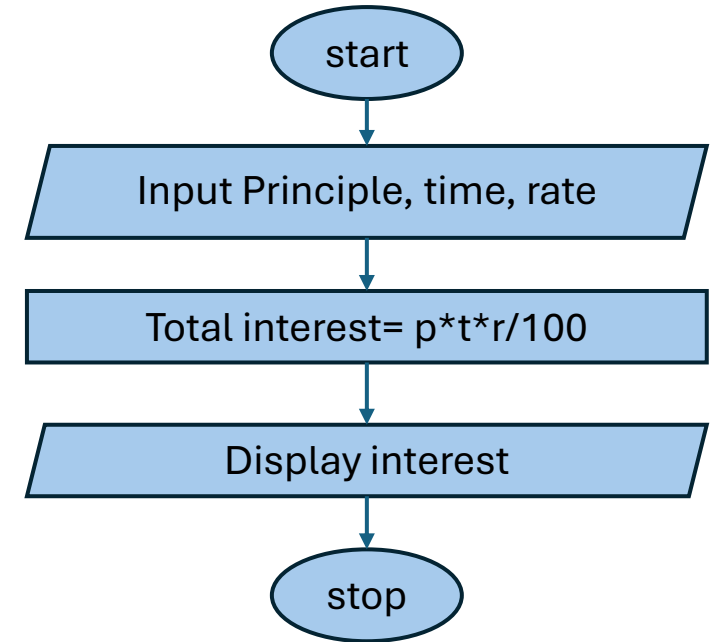 start
Input Principle, time, rate
Total interest= p*t*r/100
Display interest
stop